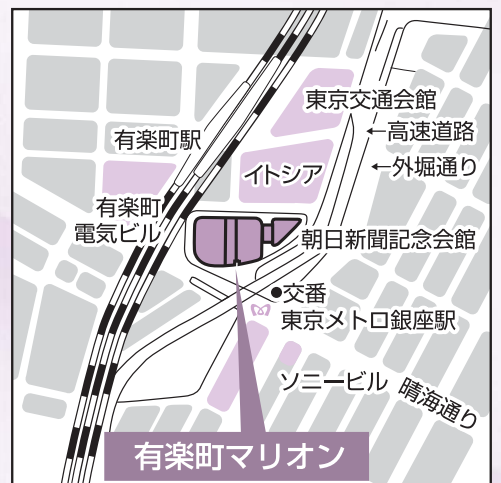 東京交通会館
←高速道路
有楽町駅
←外堀通り
イトシア
有楽町
電気ビル
朝日新聞記念会館
●交番
東京メトロ銀座駅
ソニービル
晴海通り
有楽町マリオン